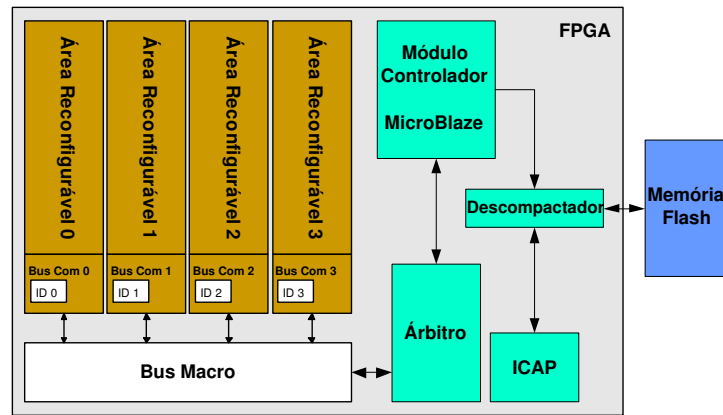 FPGA
Área Reconfigurável 0
Área Reconfigurável 1
Área Reconfigurável 2
Área Reconfigurável 3
Bus Com 0
ID 0
Bus Com 1
ID 1
Bus Com 2
ID 2
Bus Com 3
ID 3
Bus Macro
Módulo
Controlador
MicroBlaze
Descompactador
Árbitro
ICAP
Memória
Flash